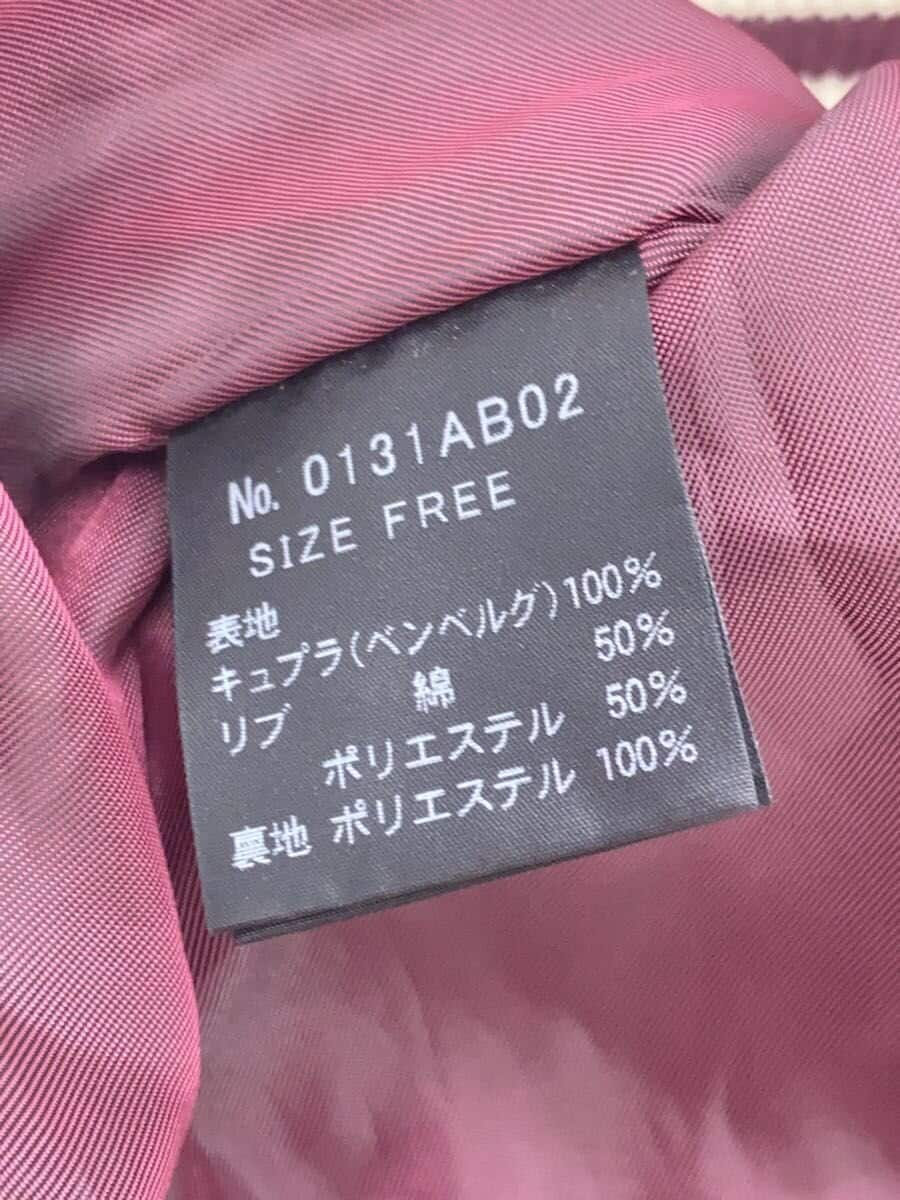 No. 0131AB02
SIZE FREE
表地
キュプラ(ベンベルグ)100%
リブ 綿 50%
ポリエステル 50%
裏地 ポリエステル 100%